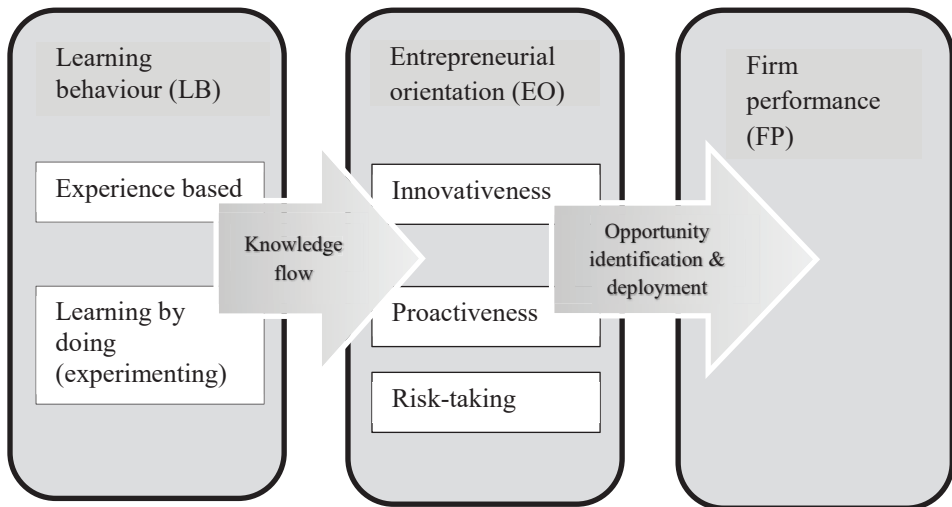 Learning
behaviour (LB)
Experience based
Learning by
doing
(experimenting)
Knowledge
flow
Entrepreneurial
orientation (EO)
Innovativeness
Proactiveness
Risk-taking
Opportunity
identification &
deployment
Firm
performance
(FP)